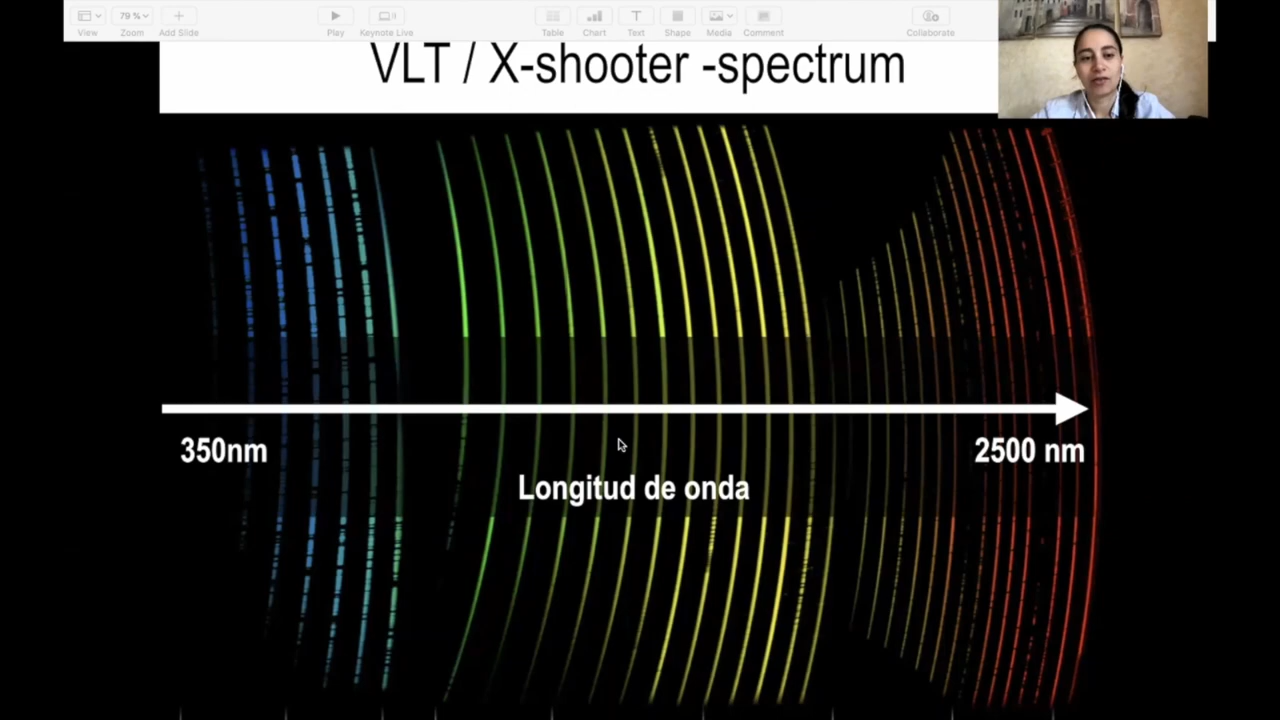 View
79 %
Zoom
Add Slide
Play
Keynote Live
Table
Chart
Text
Shape
Media
Comment
Collaborate
VLT / X-shooter -spectrum
350nm
2500 nm
Longitud de onda